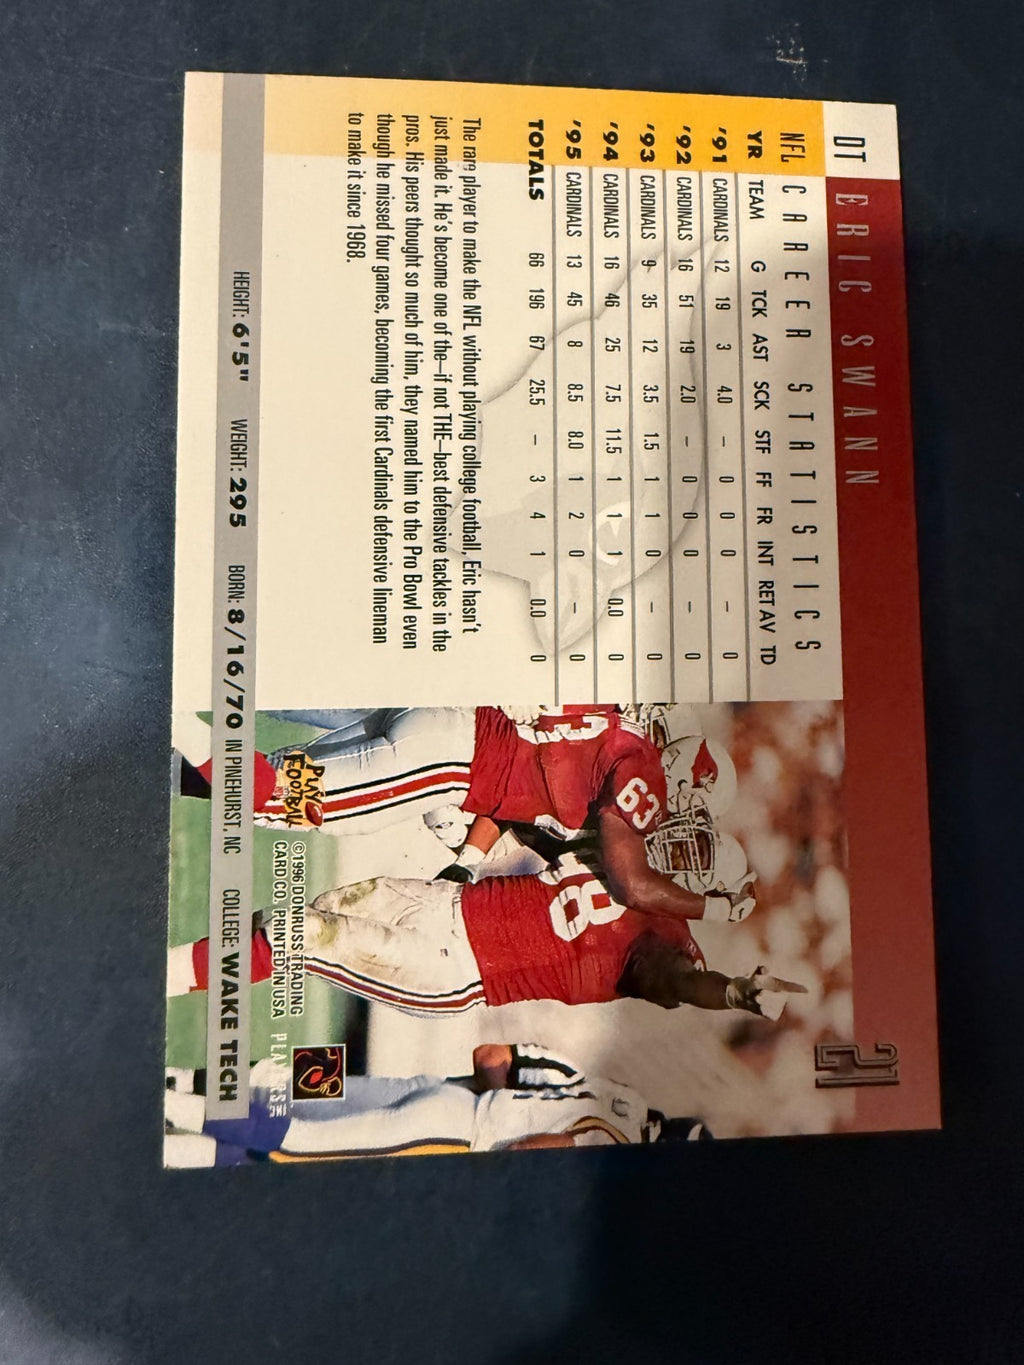 DT ERIC SWANN
21
NFL CAREER STATISTICS
YR TEAM G TCK AST SCK STF FF FR INT RET AV TD
'91 CARDINALS 12 19 3 4.0 – 0 0 – 0
'92 CARDINALS 16 51 19 2.0 – 0 0 0 – 0
'93 CARDINALS 9 35 12 3.5 1.5 1 1 0 – 0
'94 CARDINALS 16 46 25 7.5 11.5 1 1 1 0.0 0
'95 CARDINALS 13 45 8 8.5 8.0 1 2 0 – 0
TOTALS 66 196 67 25.5 – 3 4 1 0.0 0
The rare player to make the NFL without playing college football, Eric hasn't
just made it. He's become one of the—if not THE—best defensive tackles in the
pros. His peers thought so much of him, they named him to the Pro Bowl even
though he missed four games, becoming the first Cardinals defensive lineman
to make it since 1968.
63
8
PLAY
FOOTBALL
©1996 DONRUSS TRADING
CARD CO. PRINTED IN USA
PLAYERS INC
HEIGHT: 6'5" WEIGHT: 295 BORN: 8/16/70 IN PINEHURST, NC COLLEGE: WAKE TECH